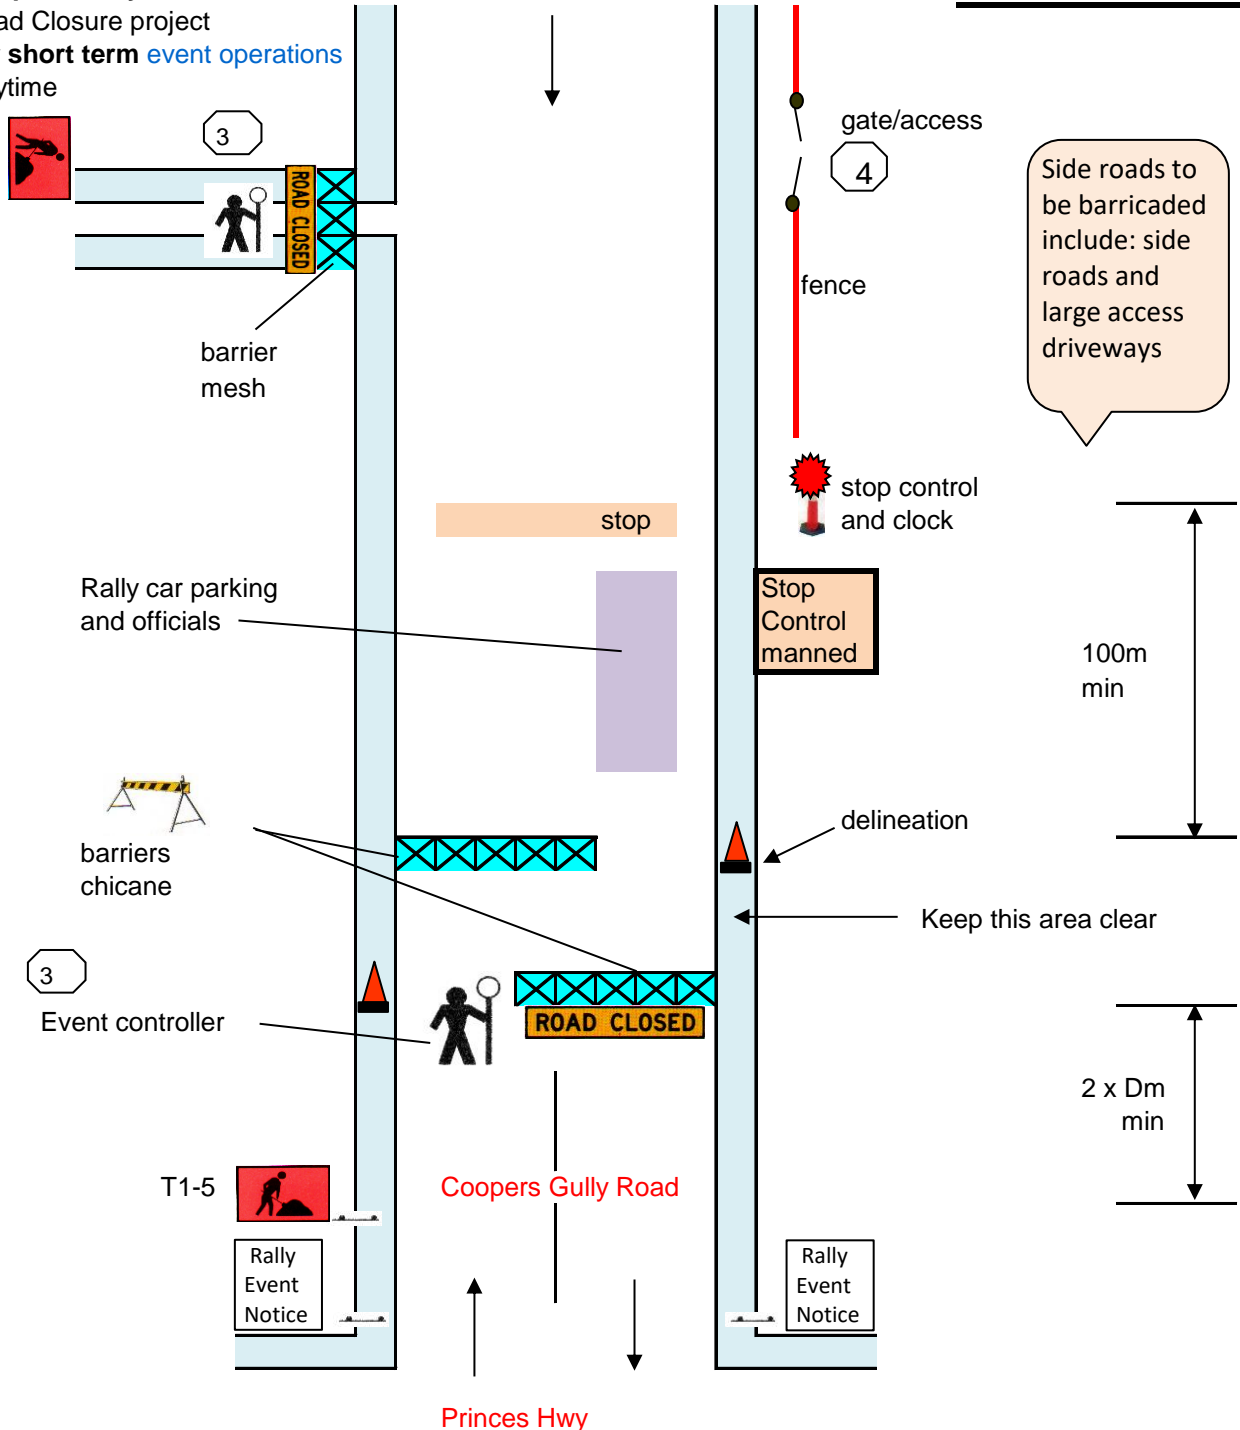 ad Closure project
short term event operations
ytime
3
ROAD CLOSED
gate/access
4
Side roads to
be barricaded
include: side
roads and
large access
driveways
fence
barrier
mesh
stop control
and clock
stop
Rally car parking
and officials
Stop
Control
manned
100m
min
barriers
chicane
delineation
Keep this area clear
3
Event controller
ROAD CLOSED
2 x Dm
min
T1-5
Coopers Gully Road
Rally
Event
Notice
Rally
Event
Notice
Princes Hwy